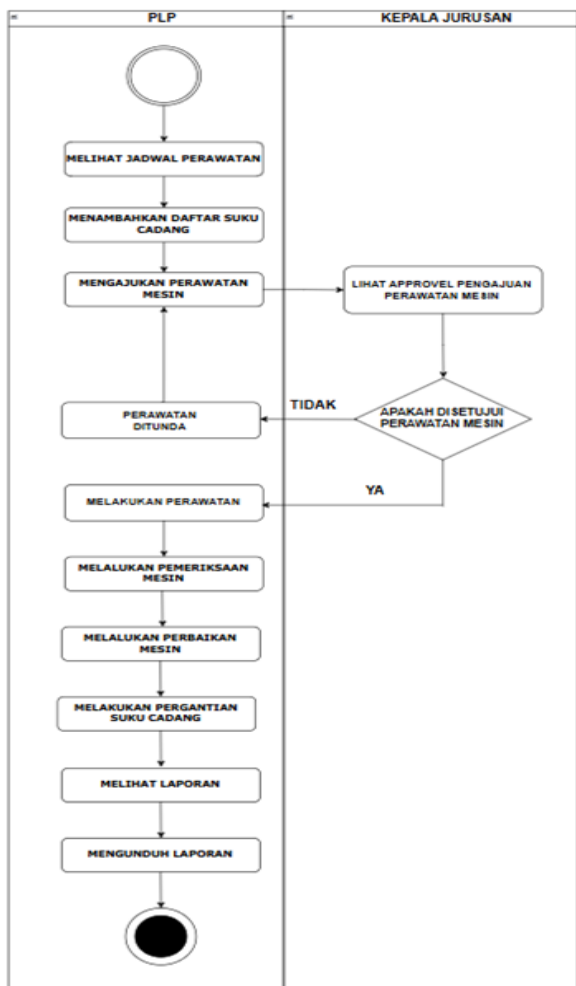 PLP
KEPALA JURUSAN
MELIHAT JADWAL PERAWATAN
MENAMBAHKAN DAFTAR SUKU
CADANG
MENGAJUKAN PERAWATAN
MESIN
LIHAT APPROVEL PENGAJUAN
PERAWATAN MESIN
APAKAH DISETUJUI
PERAWATAN MESIN
TIDAK
PERAWATAN
DITUNDA
YA
MELAKUKAN PERAWATAN
MELALUKAN PEMERIKSAAN
MESIN
MELALUKAN PERBAIKAN
MESIN
MELAKUKAN PERGANTIAN
SUKU CADANG
MELIHAT LAPORAN
MENGUNDUH LAPORAN